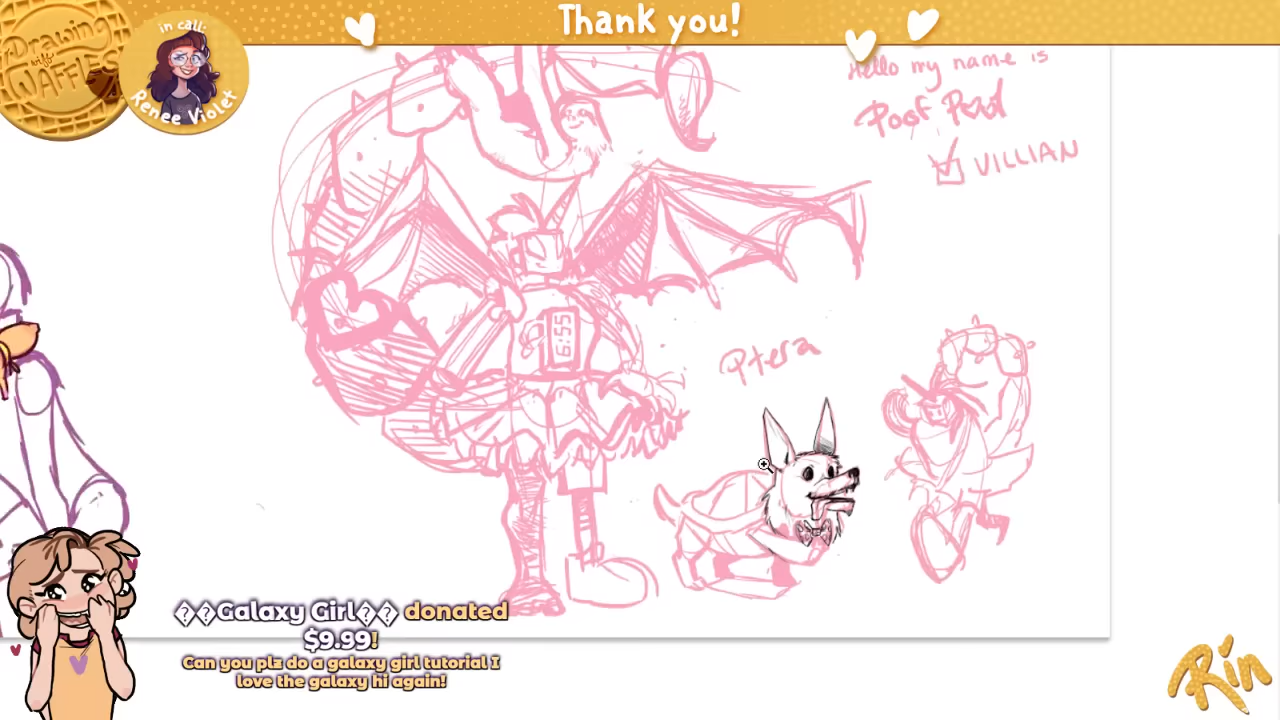 Thank you!
Drawing
with
WAFFLES
in call:
Renee Violet
Hello my name is
Poof Pool
VILLIAN
6:55
Ptera
��Galaxy Girl�� donated
$9.99!
Can you plz do a galaxy girl tutorial I
love the galaxy hi again!
Rin